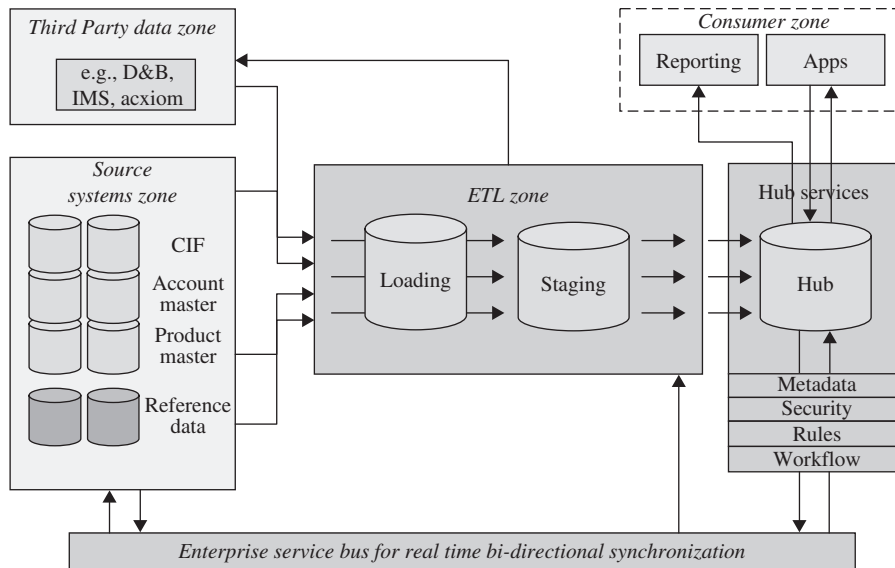 Third Party data zone
e.g., D&B,
IMS, acxiom
Consumer zone
Reporting
Apps
Source
systems zone
CIF
Account
master
Product
master
Reference
data
ETL zone
Loading
Staging
Hub services
Hub
Metadata
Security
Rules
Workflow
Enterprise service bus for real time bi-directional synchronization